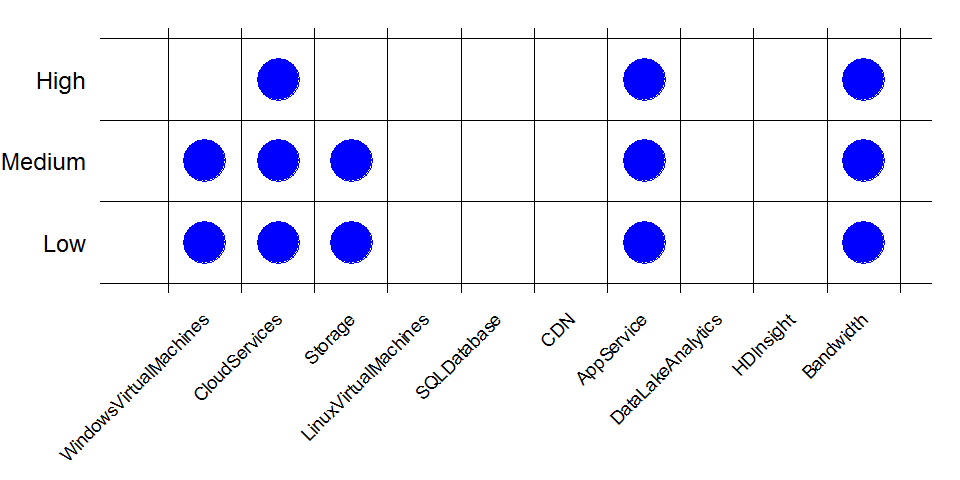 High
Medium
Low
WindowsVirtualMachines
CloudServices
Storage
LinuxVirtualMachines
SQLDatabase
CDN
AppService
DataLakeAnalytics
HDInsight
Bandwidth